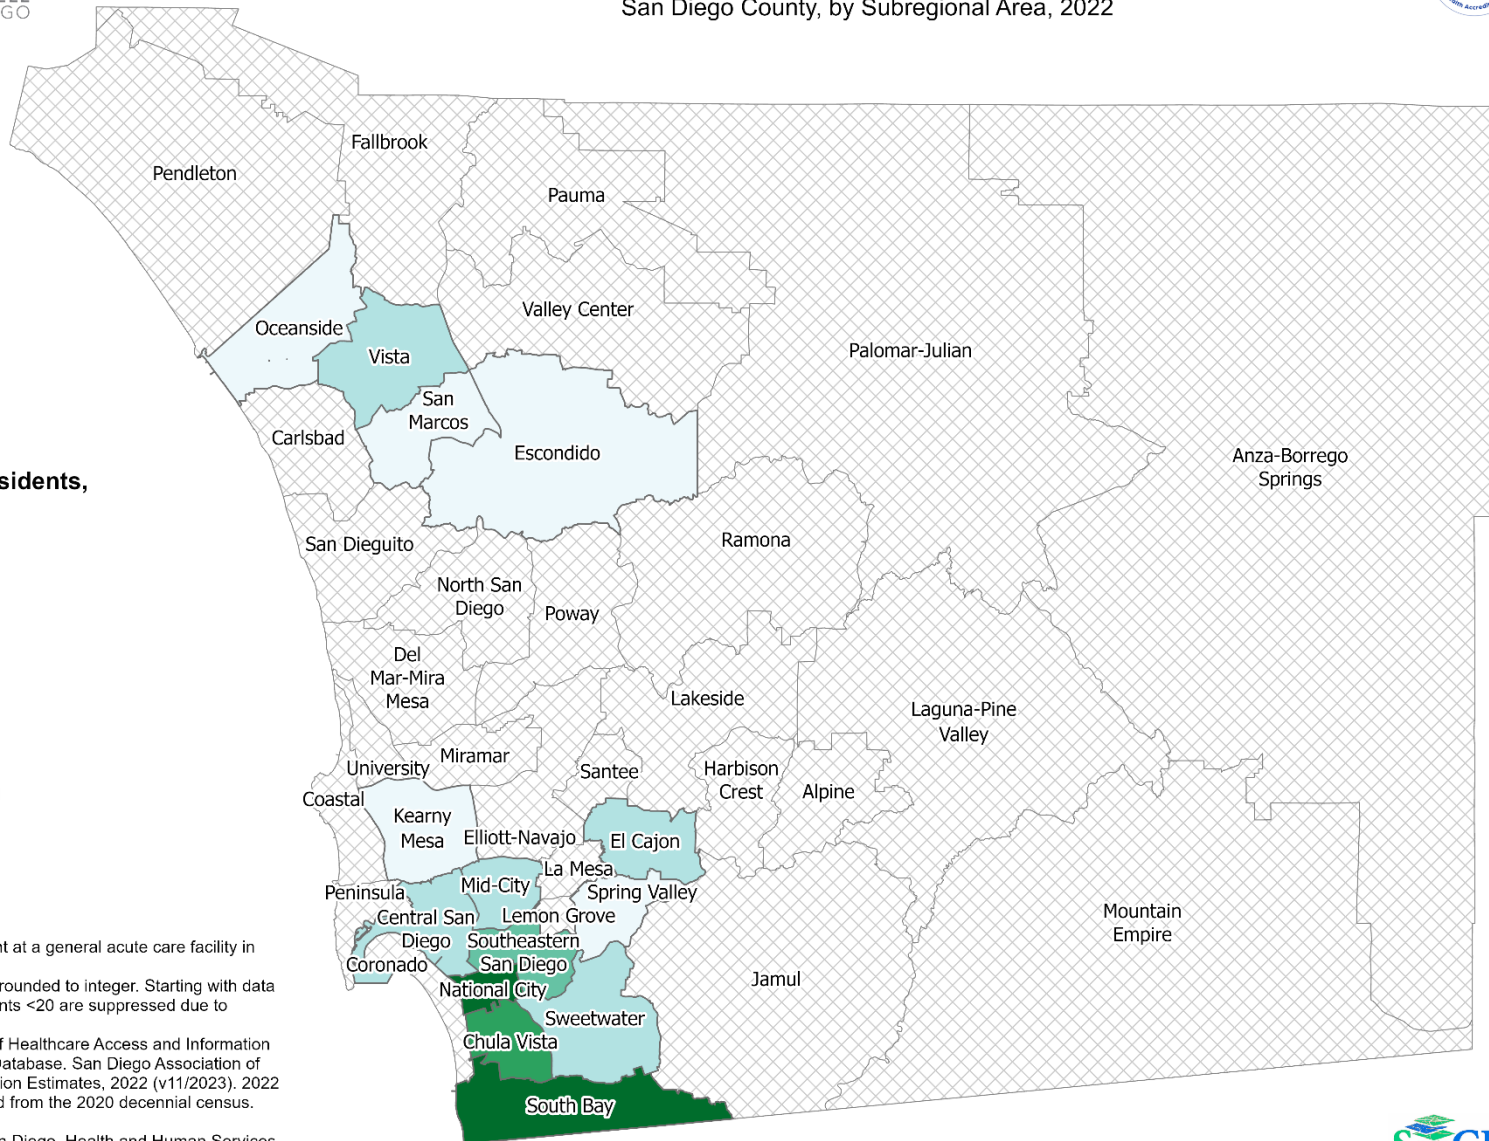 GO
San Diego County, by Subregional Area, 2022
Fallbrook
Pendleton
Pauma
Valley Center
Oceanside
Vista
Palomar-Julian
San
Marcos
Carlsbad
Escondido
Anza-Borrego
Springs
sidents,
San Dieguito
Ramona
North San
Diego
Poway
Del
Mar-Mira
Mesa
Lakeside
Laguna-Pine
Valley
Miramar
University
Santee
Harbison
Crest
Alpine
Coastal
Kearny
Mesa
Elliott-Navajo
El Cajon
La Mesa
Mid-City
Peninsula
Spring Valley
Central San
Diego
Lemon Grove
Mountain
Empire
Southeastern
San Diego
Coronado
Jamul
National City
Sweetwater
Chula Vista
South Bay
nt at a general acute care facility in
rounded to integer. Starting with data
nts <20 are suppressed due to
f Healthcare Access and Information
Database. San Diego Association of
ion Estimates, 2022 (v11/2023). 2022
d from the 2020 decennial census.
n Diego, Health and Human Services